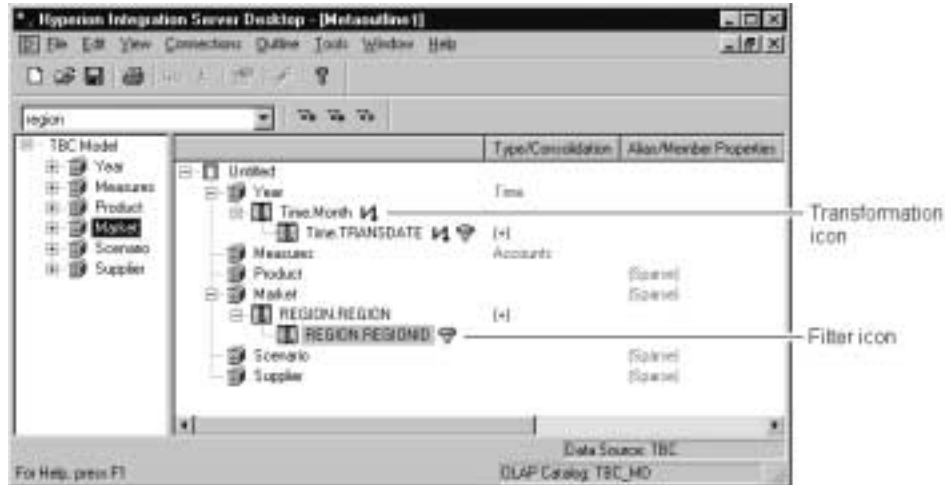 Hyperion Integration Server Desktop - [Metaoutline1]
File Edit View Connections Outline Tools Window Help
region
TBC Model
Year
Measures
Product
Market
Scenario
Supplier
Type/Consolidation Alias/Member Properties
Untitled
Year Time
Time.Month
Time.TRANSDATE (+)
Measures Accounts
Product (Sparse)
Market (Sparse)
REGION.REGION (+)
REGION.REGIONID
Scenario (Sparse)
Supplier (Sparse)
Transformation
icon
Filter icon
Data Source: TBC
For Help, press F1 OLAP Catalog: TBC_MD